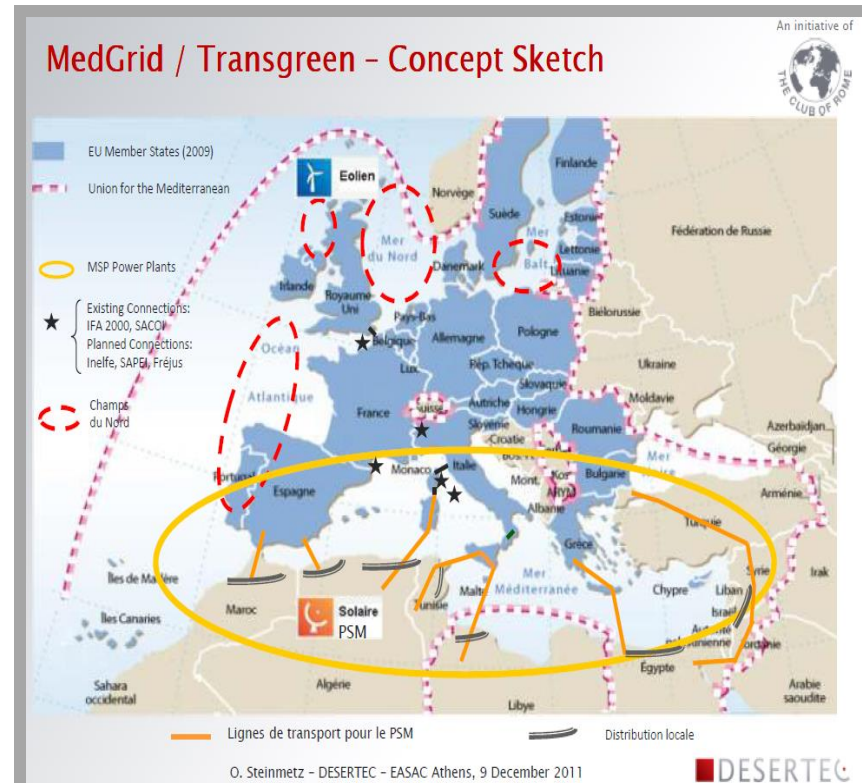 An initiative of
THE CLUB OF ROME
MedGrid / Transgreen – Concept Sketch
EU Member States (2009)
Union for the Mediterranean
MSP Power Plants
Existing Connections:
IFA 2000, SACOI
Planned Connections:
Inelfe, SAPEI, Fréjus
Champs
du Nord
Eolien
Norvège
Suède
Finlande
Estonie
Lettonie
Lituanie
Fédération de Russie
Mer
du Nord
Mer
Balt
Danemark
Irlande
Royaume-
Uni
Pays-Bas
Belgique
Allemagne
Pologne
Biélorussie
Lux.
Rép. Tchèque
Ukraine
Océan
Atlantique
Slovaquie
Moldavie
France
Suisse
Autriche
Hongrie
Slovénie
Croatie
Roumanie
Azerbaïdjan
Géorgie
Mer
Noire
Monaco
Italie
Mont.
Kos
ARYM
Bulgarie
Arménie
Portugal
Espagne
Albanie
Turquie
Grèce
Îles de Madère
Mer
Méditerranée
Chypre
Syrie
Irak
Liban
Îles Canaries
Maroc
Solaire
PSM
Tunisie
Malte
Israël
Jordanie
Égypte
Sahara
occidental
Algérie
Libye
Arabie
saoudite
Lignes de transport pour le PSM
Distribution locale
O. Steinmetz – DESERTEC – EASAC Athens, 9 December 2011
DESERTEC